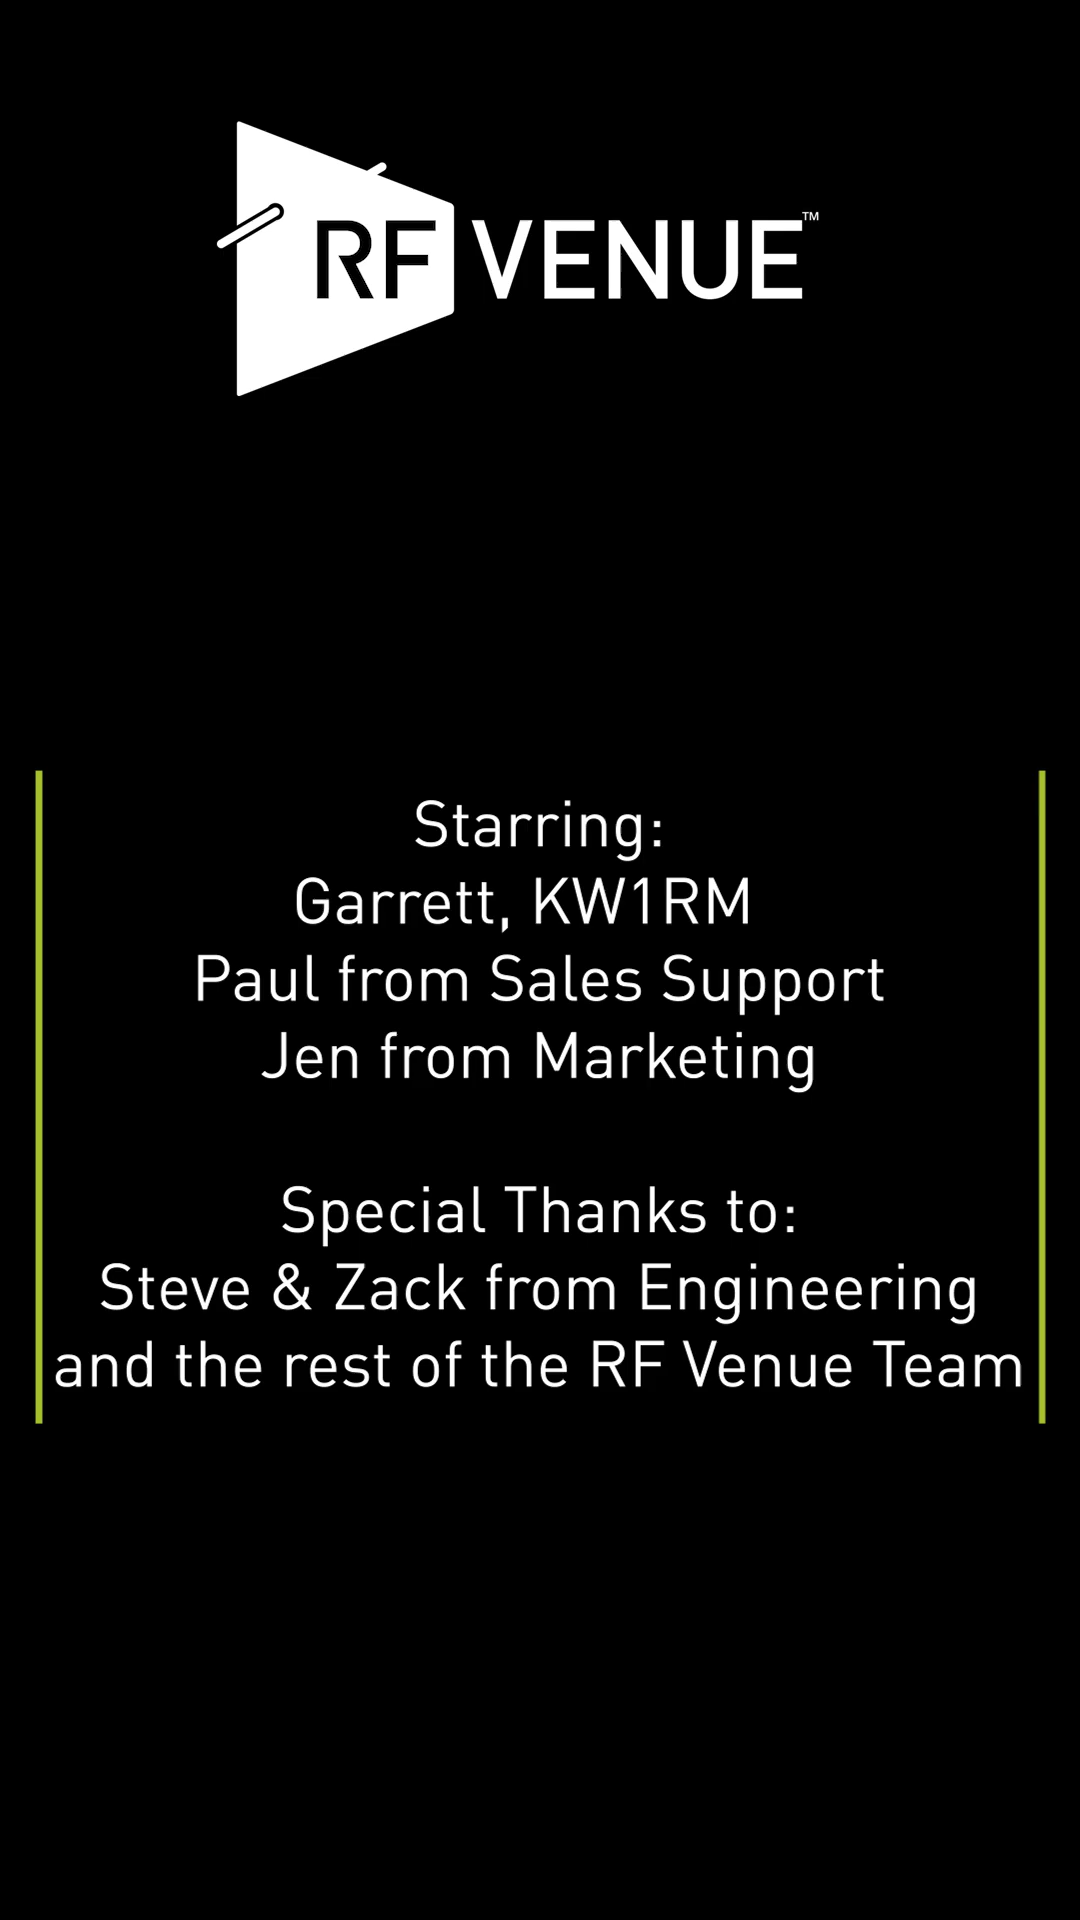 RF VENUE™
Starring:
Garrett, KW1RM
Paul from Sales Support
Jen from Marketing
Special Thanks to:
Steve & Zack from Engineering
and the rest of the RF Venue Team